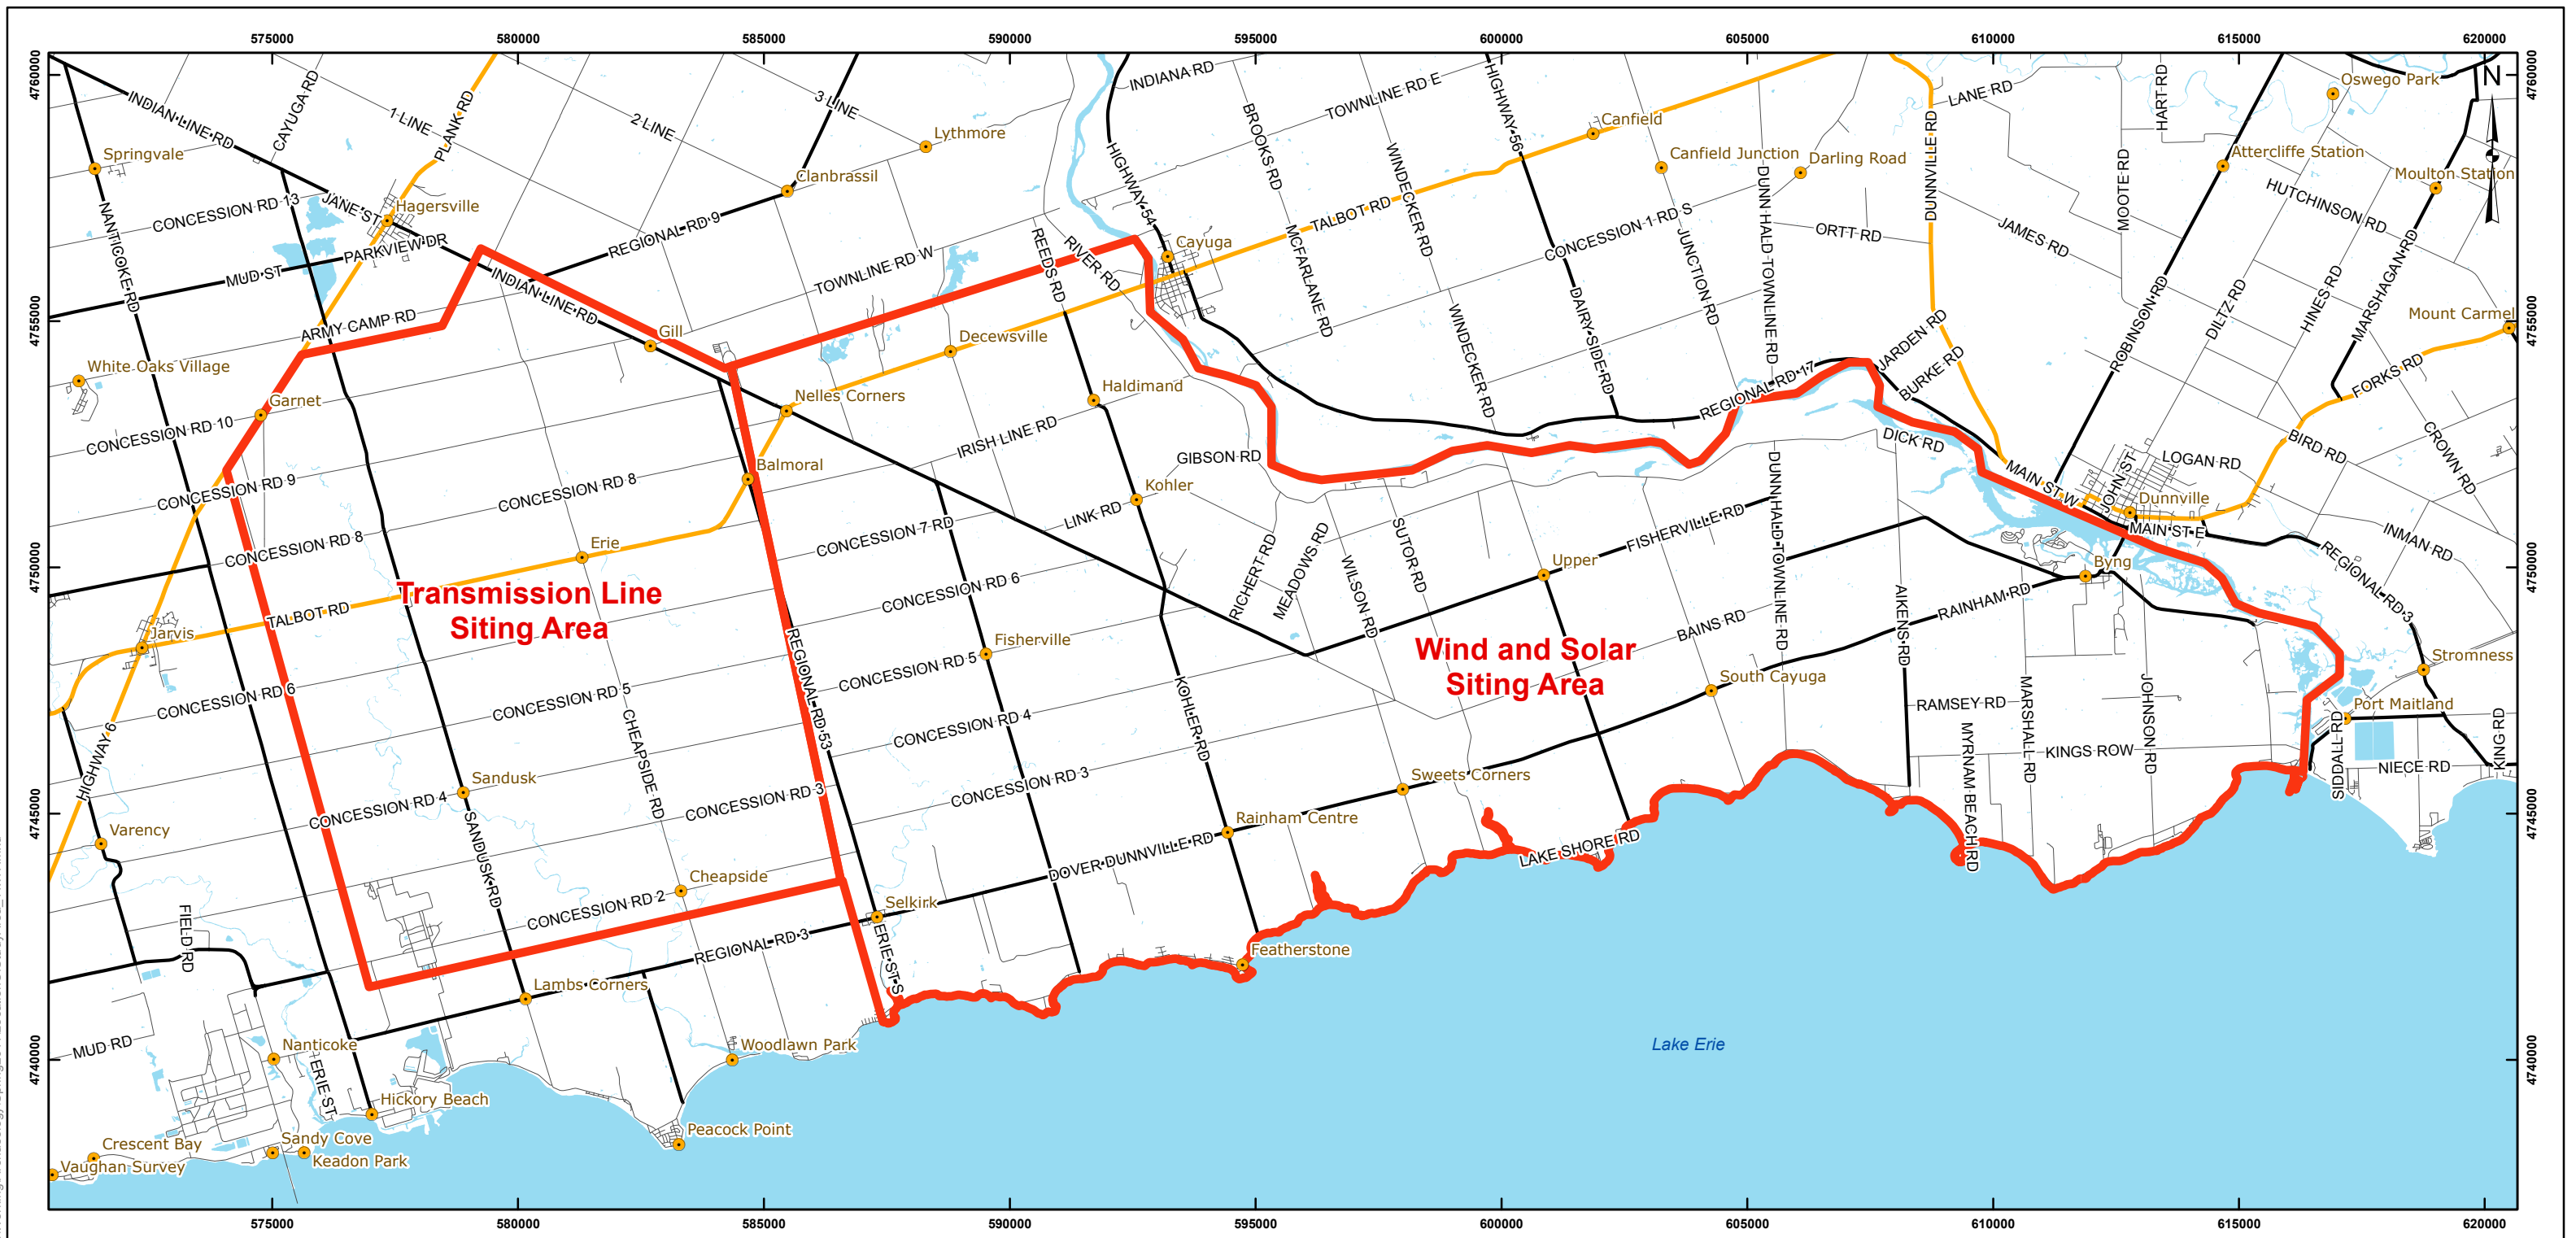 575000 580000 585000 590000 595000 600000 605000 610000 615000 620000
4760000
4760000
N
INDIAN LINE RD
CAYUGA RD
1 LINE
PLANK RD
2 LINE
3 LINE
Lythmore
INDIANA RD
TOWNLINE RD E
HIGHWAY 56
Canfield
LANE RD
HART RD
Oswego Park
Springvale
Clanbrassil
HIGHWAY 54
BROOKS RD
WINDECKER RD
Canfield Junction
Darling Road
DUNNVILLE RD
MOOTE RD
Attercliffe Station
Moulton Station
CONCESSION RD 13
JANE ST
Hagersville
NANTICOKE RD
MUD ST
PARKVIEW DR
REGIONAL RD 9
TOWNLINE RD W
REEDS RD
RIVER RD
Cayuga
TALBOT RD
MCFARLANE RD
CONCESSION 1 RD S
JUNCTION RD
DUNN HALD TOWNLINE RD
ORTT RD
JAMES RD
HUTCHINSON RD
MARSHAGAN RD
HINES RD
DILTZ RD
ROBINSON RD
4755000
4755000
ARMY CAMP RD
INDIAN LINE RD
Gill
Decewsville
WINDECKER RD
DAIRY SIDE RD
REGIONAL RD 17
JARDEN RD
BURKE RD
Mount Carmel
FORKS RD
White Oaks Village
Garnet
Nelles Corners
Haldimand
CONCESSION RD 10
IRISH LINE RD
GIBSON RD
DICK RD
LOGAN RD
BIRD RD
CROWN RD
CONCESSION RD 9
CONCESSION RD 8
Balmoral
Kohler
LINK RD
MAIN ST W
JOHN ST
Dunnville
MAIN ST E
INMAN RD
CONCESSION RD 8
Erie
CONCESSION 7 RD
RICHERT RD
MEADOWS RD
WILSON RD
SUTOR RD
Upper
FISHERVILLE RD
DUNN HALD TOWNLINE RD
Byng
REGIONAL RD 3
4750000
4750000
Transmission Line
Siting Area
TALBOT RD
Jarvis
CONCESSION RD 6
Fisherville
Wind and Solar
Siting Area
BAINS RD
AIKENS RD
RAINHAM RD
Stromness
CONCESSION RD 6
CONCESSION RD 5
CHEAPSIDE RD
REGIONAL RD 53
CONCESSION RD 5
CONCESSION RD 4
KOHLER RD
South Cayuga
RAMSEY RD
MYRNAM BEACH RD
MARSHALL RD
JOHNSON RD
KINGS ROW
Port Maitland
SIDDALL RD
NIECE RD
KING RD
HIGHWAY 6
Sandusk
CONCESSION RD 4
CONCESSION RD 3
CONCESSION RD 3
Sweets Corners
4745000
4745000
Varency
SANDUSK RD
Rainham Centre
DOVER DUNNVILLE RD
LAKE SHORE RD
Cheapside
CONCESSION RD 2
Selkirk
FIELD RD
REGIONAL RD 3
ERIE ST S
Featherstone
Lambs Corners
MUD RD
Nanticoke
ERIE ST
Woodlawn Park
Lake Erie
4740000
4740000
Hickory Beach
Peacock Point
Crescent Bay
Sandy Cove
Keadon Park
Vaughan Survey
575000 580000 585000 590000 595000 600000 605000 610000 615000 620000